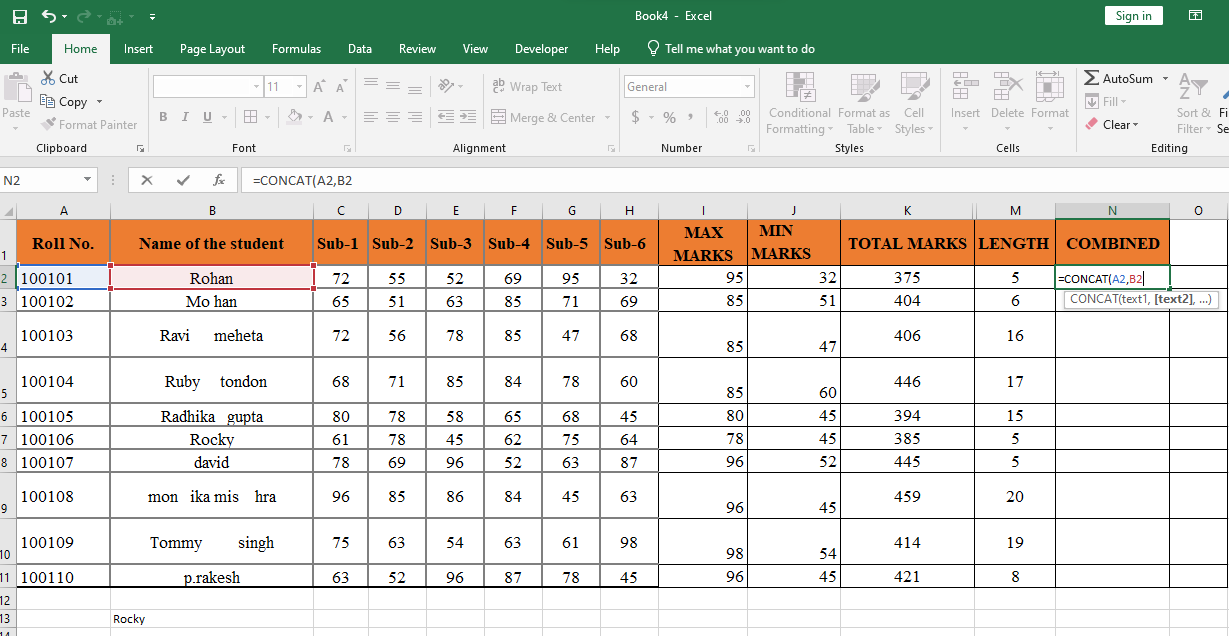 Book4 - Excel
Sign in
File Home Insert Page Layout Formulas Data Review View Developer Help Tell me what you want to do
Cut
Copy
Format Painter
Paste
Clipboard
11
B I U A
Font
Wrap Text
Merge & Center
Alignment
General
$ % ,
Number
Conditional Formatting
Format as Table
Cell Styles
Styles
Insert Delete Format
Cells
AutoSum
Fill
Clear
Sort & Filter
Editing
N2 fx =CONCAT(A2,B2
A B C D E F G H I J K M N O
1 Roll No. Name of the student Sub-1 Sub-2 Sub-3 Sub-4 Sub-5 Sub-6 MAX MARKS MIN MARKS TOTAL MARKS LENGTH COMBINED
2 100101 Rohan 72 55 52 69 95 32 95 32 375 5 =CONCAT(A2,B2
CONCAT(text1, [text2], ...)
3 100102 Mo han 65 51 63 85 71 69 85 51 404 6
4 100103 Ravi meheta 72 56 78 85 47 68 85 47 406 16
5 100104 Ruby tondon 68 71 85 84 78 60 85 60 446 17
6 100105 Radhika gupta 80 78 58 65 68 45 80 45 394 15
7 100106 Rocky 61 78 45 62 75 64 78 45 385 5
8 100107 david 78 69 96 52 63 87 96 52 445 5
9 100108 mon ika mis hra 96 85 86 84 45 63 96 45 459 20
10 100109 Tommy singh 75 63 54 63 61 98 98 54 414 19
11 100110 p.rakesh 63 52 96 87 78 45 96 45 421 8
12
13 Rocky